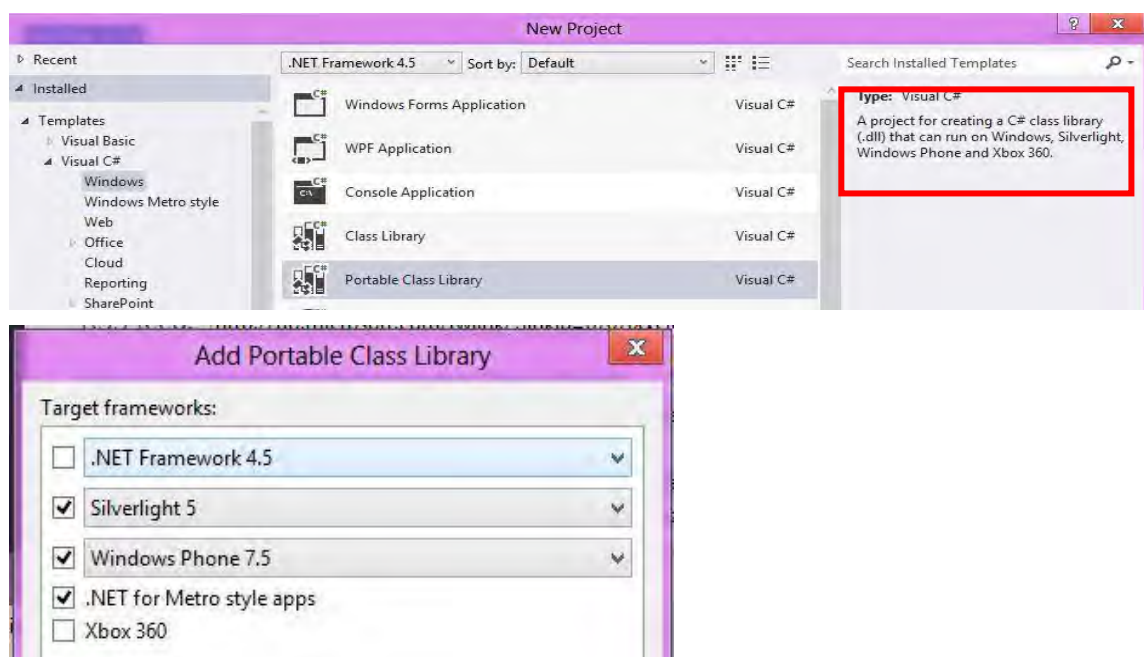 New Project
Recent
.NET Framework 4.5 Sort by: Default
Search Installed Templates
Installed
Templates
Visual Basic
Visual C#
Windows
Windows Metro style
Web
Office
Cloud
Reporting
SharePoint
Windows Forms Application Visual C#
WPF Application Visual C#
Console Application Visual C#
Class Library Visual C#
Portable Class Library Visual C#
Type: Visual C#
A project for creating a C# class library
(.dll) that can run on Windows, Silverlight,
Windows Phone and Xbox 360.
Add Portable Class Library
Target frameworks:
.NET Framework 4.5
Silverlight 5
Windows Phone 7.5
.NET for Metro style apps
Xbox 360